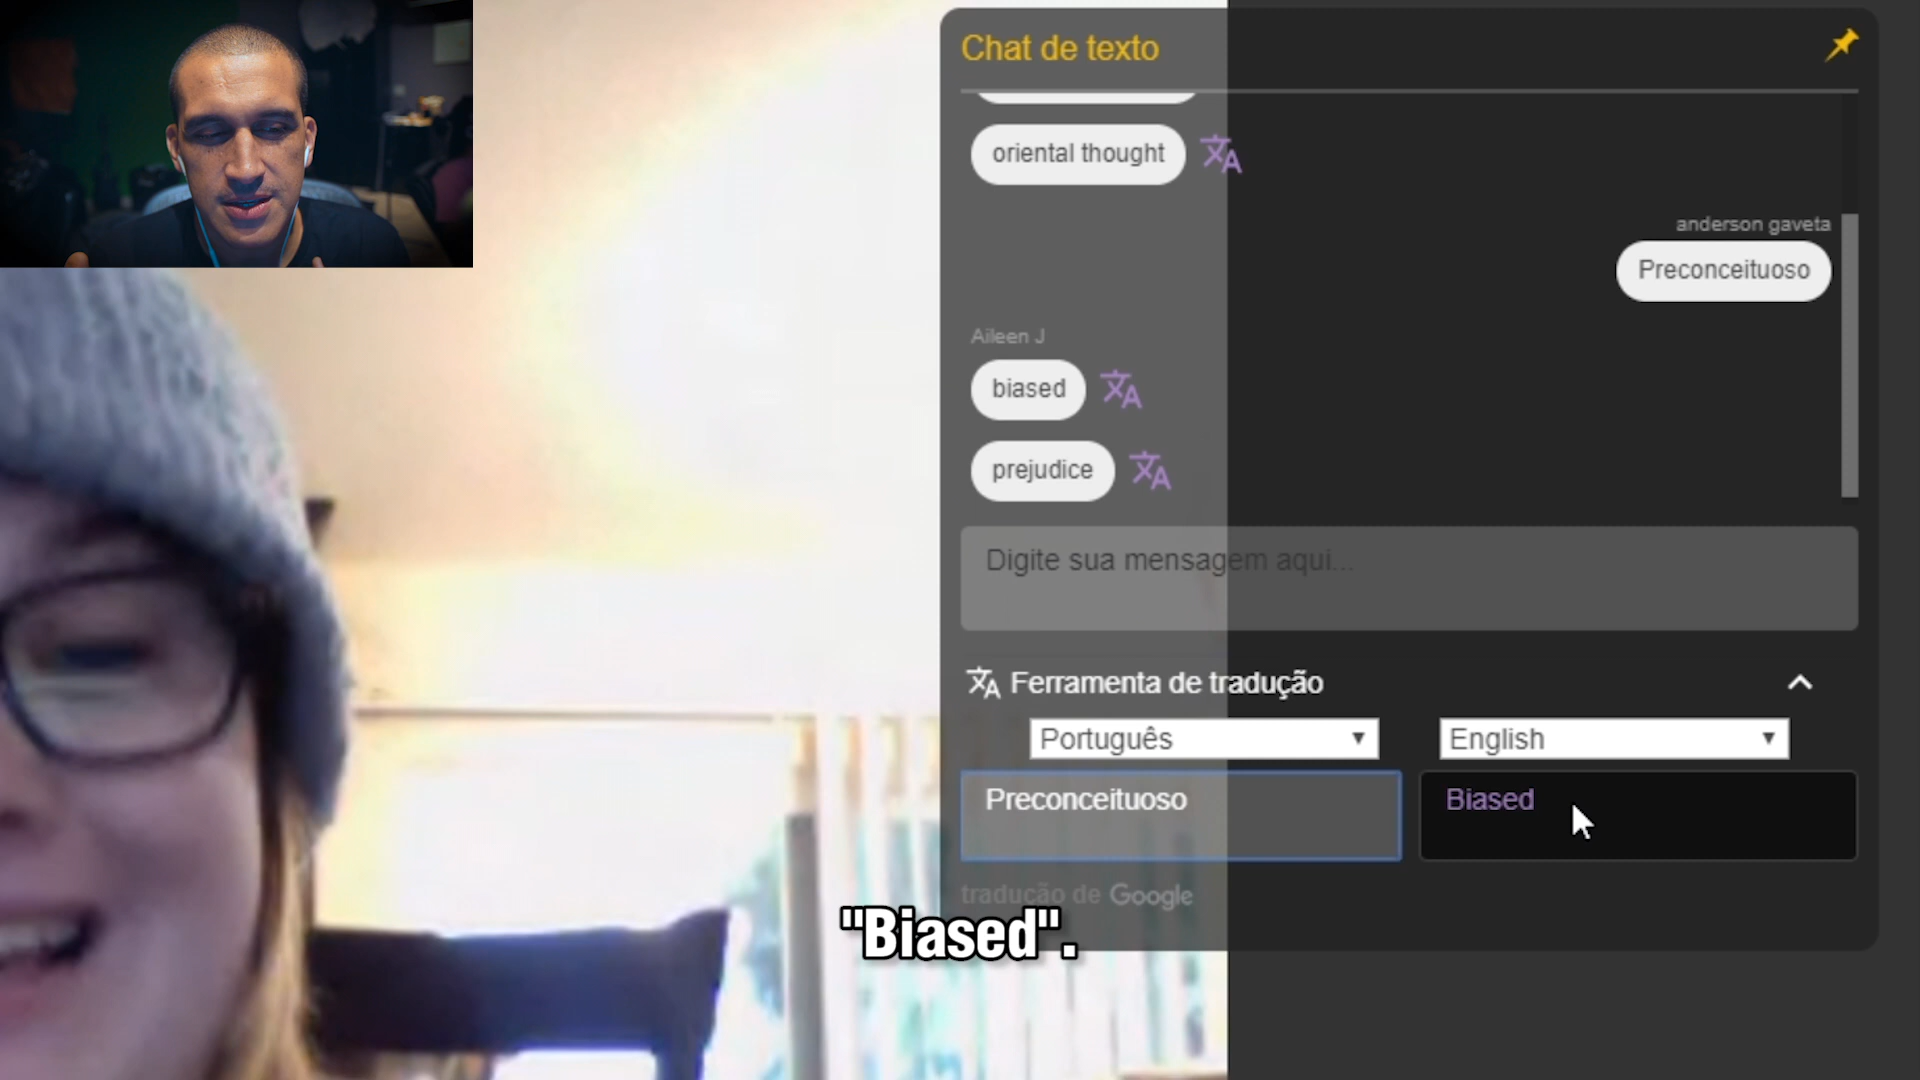 Chat de texto
oriental thought
anderson gaveta
Preconceituoso
Aileen J
biased
prejudice
Digite sua mensagem aqui...
Ferramenta de tradução
Português
English
Preconceituoso
Biased
tradução de Google
"Biased".